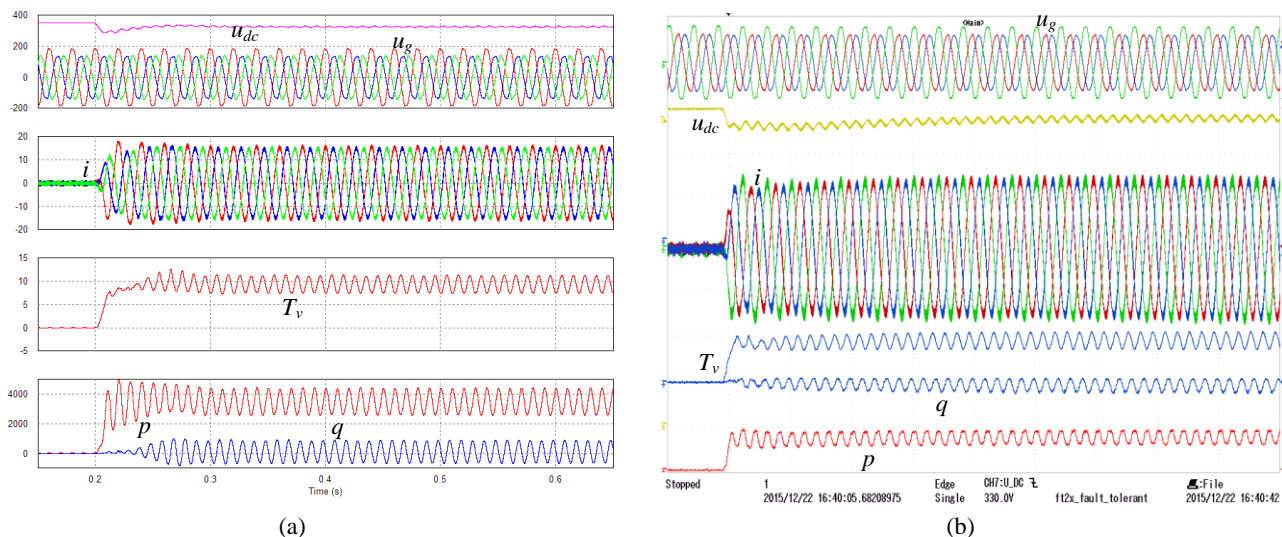 400
200
0
-200
u_dc
u_g
20
10
0
-10
-20
i
15
10
5
0
-5
T_v
4000
2000
0
p
q
0.2 0.3 0.4 0.5 0.6
Time (s)
(a)
<Main>
u_g
u_dc
i
T_v
q
p
Stopped 1 Edge CH7:U_DC 本:File
2015/12/22 16:40:05.68208975 Single 330.0V ft2x_fault_tolerant 2015/12/22 16:40:42
(b)